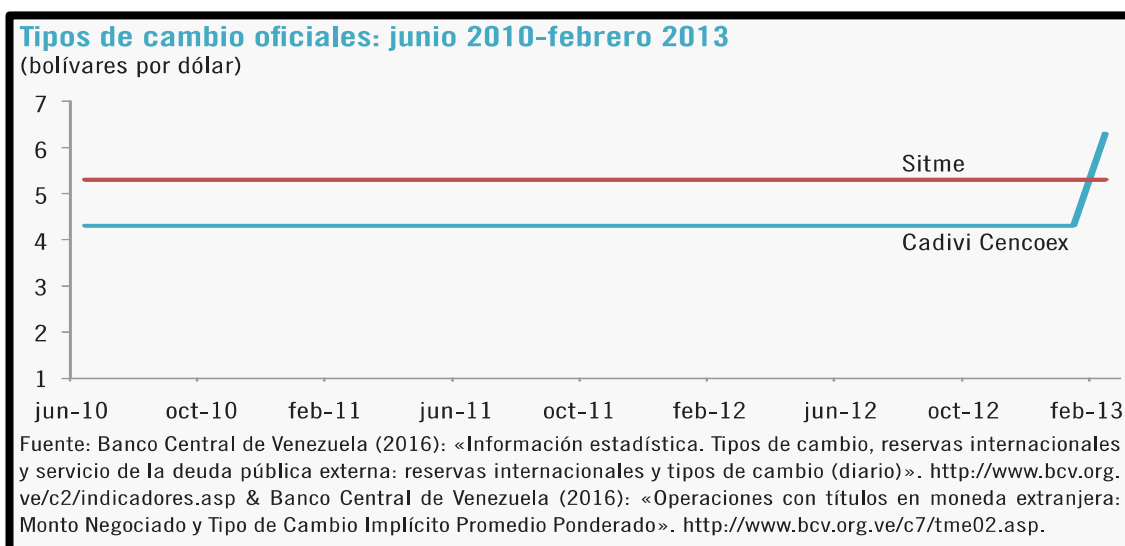 Tipos de cambio oficiales: junio 2010-febrero 2013
(bolívares por dólar)
7
6
5
4
3
2
1
Sitme
Cadivi Cencoex
jun-10 oct-10 feb-11 jun-11 oct-11 feb-12 jun-12 oct-12 feb-13
Fuente: Banco Central de Venezuela (2016): «Información estadística. Tipos de cambio, reservas internacionales
y servicio de la deuda pública externa: reservas internacionales y tipos de cambio (diario)». http://www.bcv.org.
ve/c2/indicadores.asp & Banco Central de Venezuela (2016): «Operaciones con títulos en moneda extranjera:
Monto Negociado y Tipo de Cambio Implícito Promedio Ponderado». http://www.bcv.org.ve/c7/tme02.asp.